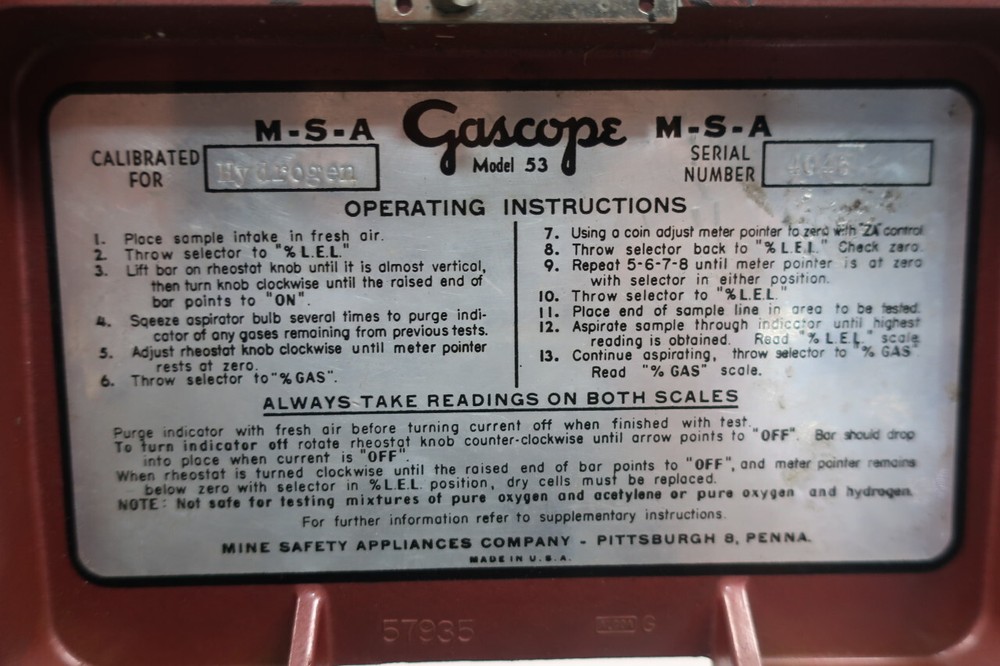 M-S-A Gascope M-S-A
Model 53
CALIBRATED FOR Hydrogen
SERIAL NUMBER
OPERATING INSTRUCTIONS
1. Place sample intake in fresh air.
2. Throw selector to "% L.E.L."
3. Lift bar on rheostat knob until it is almost vertical,
then turn knob clockwise until the raised end of
bar points to "ON".
4. Sqeeze aspirator bulb several times to purge indi-
cator of any gases remaining from previous tests.
5. Adjust rheostat knob clockwise until meter pointer
rests at zero.
6. Throw selector to "% GAS".
7. Using a coin adjust meter pointer to zero with "ZA" control
8. Throw selector back to "% L.E.L." Check zero.
9. Repeat 5-6-7-8 until meter pointer is at zero
with selector in either position.
10. Throw selector to "% L.E.L."
11. Place end of sample line in area to be tested.
12. Aspirate sample through indicator until highest
reading is obtained. Read "% L.E.L." scale.
13. Continue aspirating, throw selector to "% GAS"
Read "% GAS" scale.
ALWAYS TAKE READINGS ON BOTH SCALES
Purge indicator with fresh air before turning current off when finished with test.
To turn indicator off rotate rheostat knob counter-clockwise until arrow points to "OFF". Bar should drop
into place when current is "OFF".
When rheostat is turned clockwise until the raised end of bar points to "OFF", and meter pointer remains
below zero with selector in % L.E.L. position, dry cells must be replaced.
NOTE: Not safe for testing mixtures of pure oxygen and acetylene or pure oxygen and hydrogen.
For further information refer to supplementary instructions.
MINE SAFETY APPLIANCES COMPANY - PITTSBURGH 8, PENNA.
MADE IN U.S.A.
57935
G